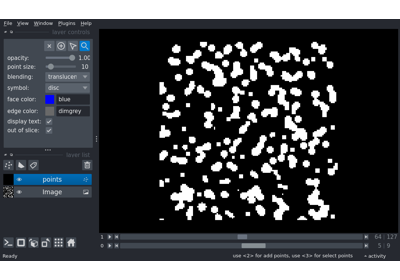 File View Window Plugins Help
layer controls
opacity: 1.00
point size: 10
blending: translucen
symbol: disc
face color: blue
edge color: dimgrey
display text:
out of slice:
layer list
points
Image
1 64 127
0 5 9
Ready use <2> for add points, use <3> for select points activity